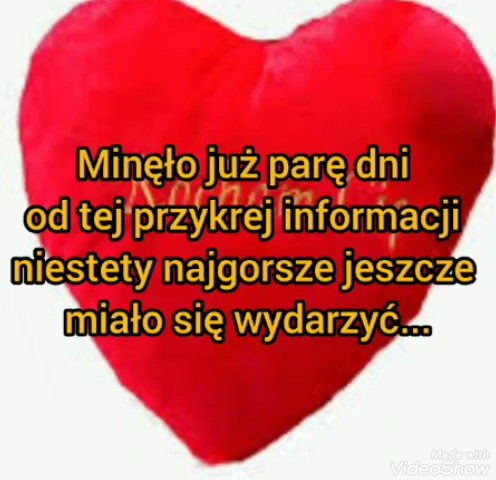 Minęło już parę dni
od tej przykrej informacji
niestety najgorsze jeszcze
miało się wydarzyć...
Made with
VideoShow